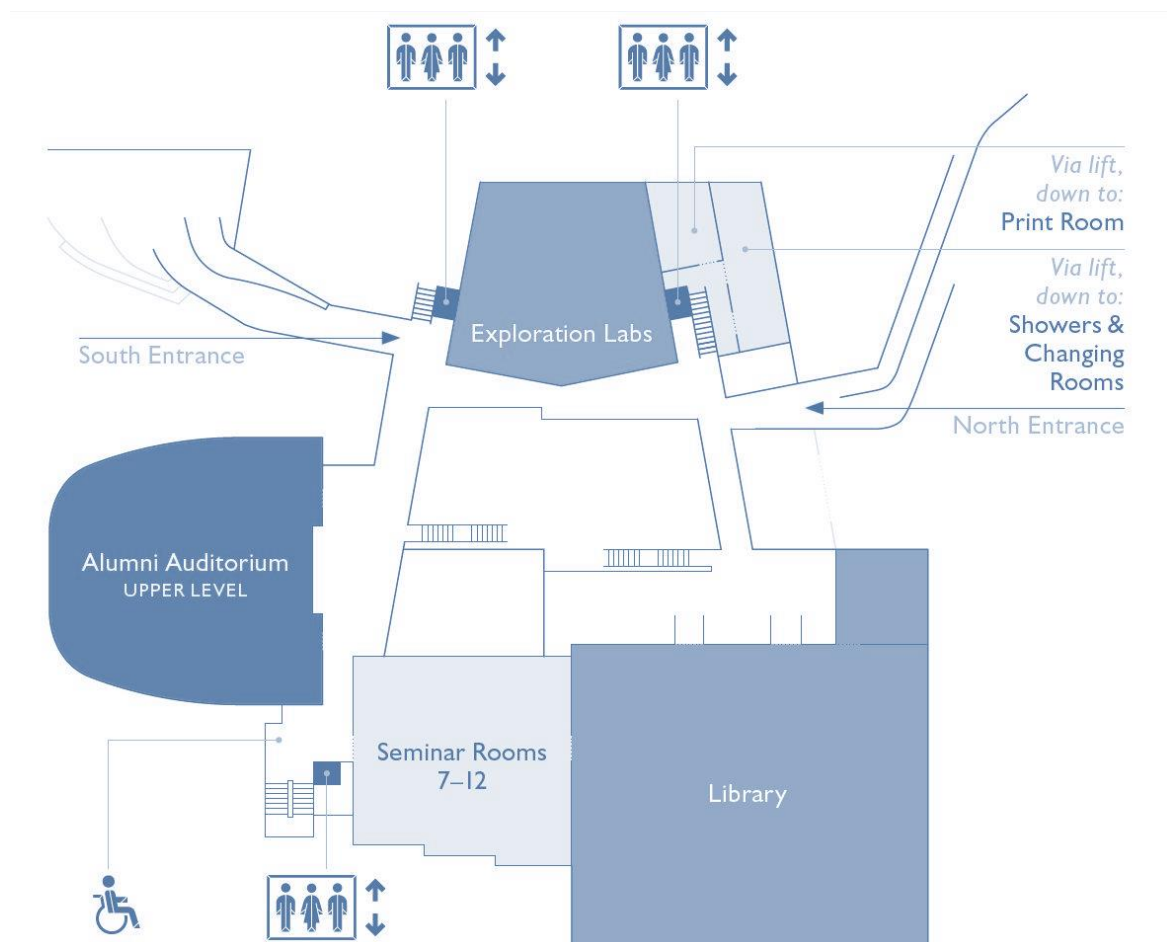 Via lift,
down to:
Print Room
Via lift,
down to:
Showers &
Changing
Rooms
Exploration Labs
South Entrance
North Entrance
Alumni Auditorium
UPPER LEVEL
Seminar Rooms
7–12
Library